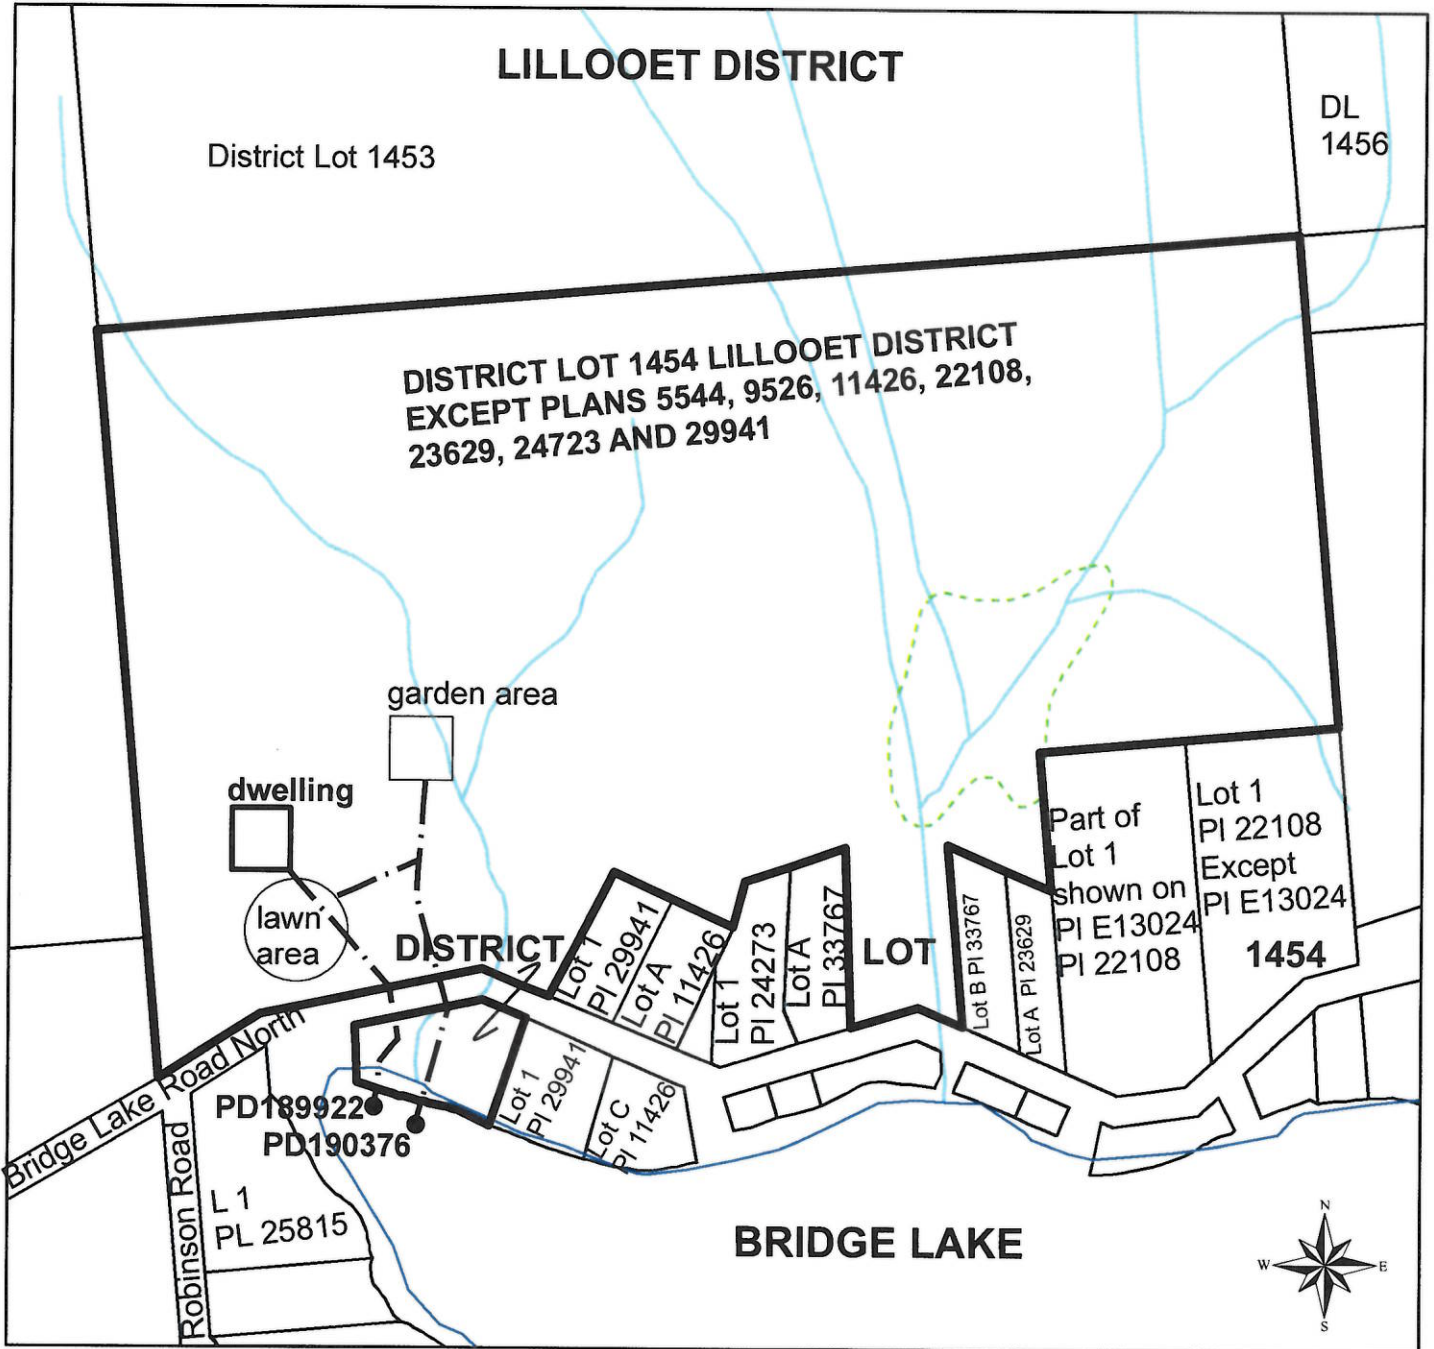 LILLOOET DISTRICT
District Lot 1453
DL
1456
DISTRICT LOT 1454 LILLOOET DISTRICT
EXCEPT PLANS 5544, 9526, 11426, 22108,
23629, 24723 AND 29941
garden area
dwelling
lawn
area
DISTRICT
LOT
1454
Lot 1
Pl 29941
Lot A
Pl 11426
Lot 1
Pl 24273
Lot A
Pl 33767
Lot B Pl 33767
Lot A Pl 23629
Part of
Lot 1
shown on
Pl E13024
Pl 22108
Lot 1
Pl 22108
Except
Pl E13024
Bridge Lake Road North
Lot 1
Pl 29941
Lot C
Pl 11426
PD189922
PD190376
Robinson Road
L 1
PL 25815
BRIDGE LAKE
N
W
E
S